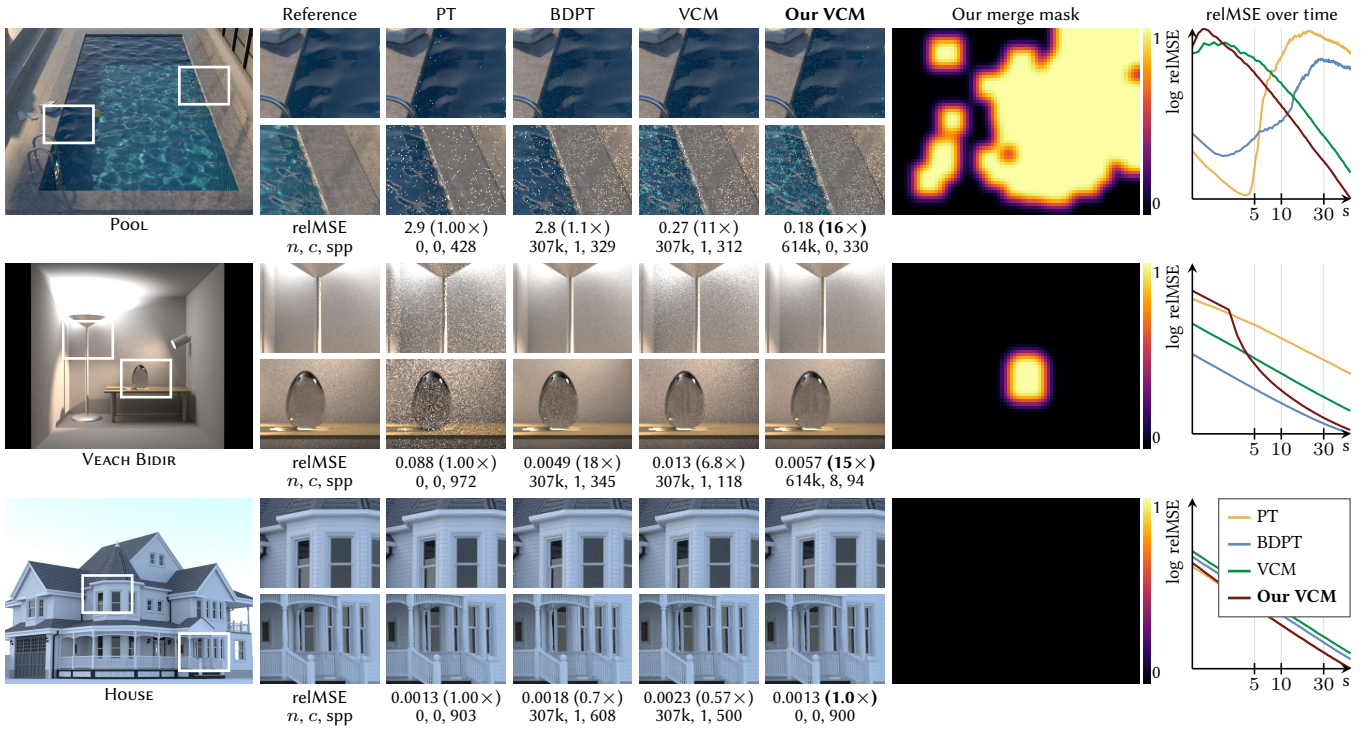 Reference PT BDPT VCM Our VCM Our merge mask relMSE over time
1
0
log relMSE
5 10 30 s
POOL
relMSE 2.9 (1.00×) 2.8 (1.1×) 0.27 (11×) 0.18 (16×)
n, c, spp 0, 0, 428 307k, 1, 329 307k, 1, 312 614k, 0, 330
1
0
log relMSE
5 10 30 s
VEACH BIDIR
relMSE 0.088 (1.00×) 0.0049 (18×) 0.013 (6.8×) 0.0057 (15×)
n, c, spp 0, 0, 972 307k, 1, 345 307k, 1, 118 614k, 8, 94
1
0
log relMSE
PT
BDPT
VCM
Our VCM
5 10 30 s
HOUSE
relMSE 0.0013 (1.00×) 0.0018 (0.7×) 0.0023 (0.57×) 0.0013 (1.0×)
n, c, spp 0, 0, 903 307k, 1, 608 307k, 1, 500 0, 0, 900